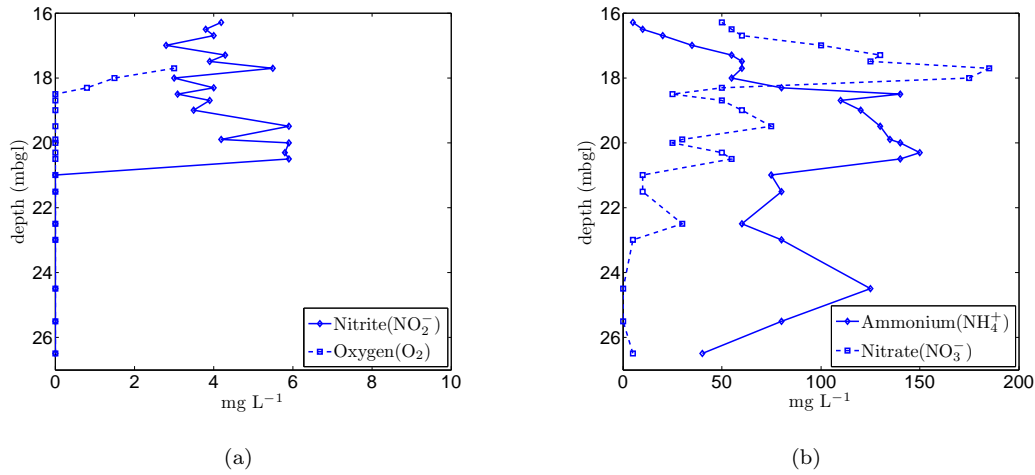 16
18
20
22
24
26
depth (mbgl)
0 2 4 6 8 10
mg L⁻¹
Nitrite(NO₂⁻)
Oxygen(O₂)
(a)
16
18
20
22
24
26
depth (mbgl)
0 50 100 150 200
mg L⁻¹
Ammonium(NH₄⁺)
Nitrate(NO₃⁻)
(b)